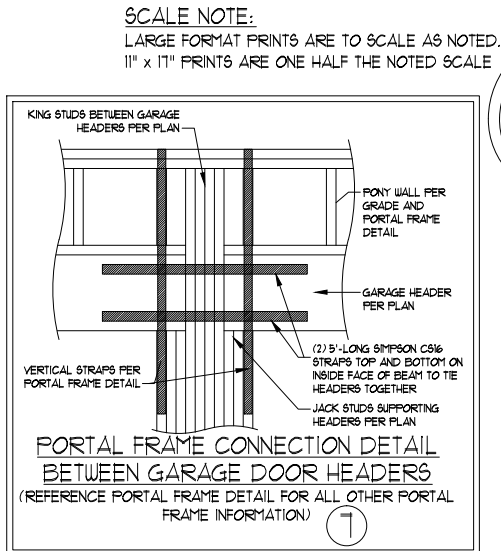 SCALE NOTE:
LARGE FORMAT PRINTS ARE TO SCALE AS NOTED.
11" x 17" PRINTS ARE ONE HALF THE NOTED SCALE
KING STUDS BETWEEN GARAGE
HEADERS PER PLAN
PONY WALL PER
GRADE AND
PORTAL FRAME
DETAIL
GARAGE HEADER
PER PLAN
(2) 5'-LONG SIMPSON CS16
STRAPS TOP AND BOTTOM ON
INSIDE FACE OF BEAM TO TIE
HEADERS TOGETHER
VERTICAL STRAPS PER
PORTAL FRAME DETAIL
JACK STUDS SUPPORTING
HEADERS PER PLAN
PORTAL FRAME CONNECTION DETAIL
BETWEEN GARAGE DOOR HEADERS
(REFERENCE PORTAL FRAME DETAIL FOR ALL OTHER PORTAL
FRAME INFORMATION)
7